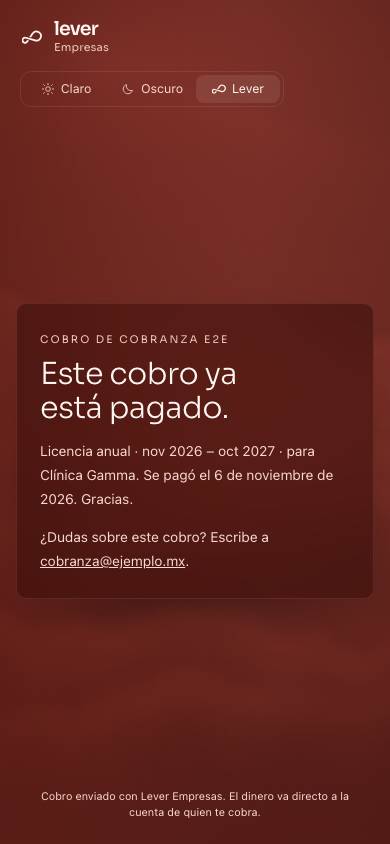 lever
Empresas
Claro
Oscuro
Lever
COBRO DE COBRANZA E2E
Este cobro ya
está pagado.
Licencia anual · nov 2026 – oct 2027 · para
Clínica Gamma. Se pagó el 6 de noviembre de
2026. Gracias.
¿Dudas sobre este cobro? Escribe a
cobranza@ejemplo.mx.
Cobro enviado con Lever Empresas. El dinero va directo a la
cuenta de quien te cobra.